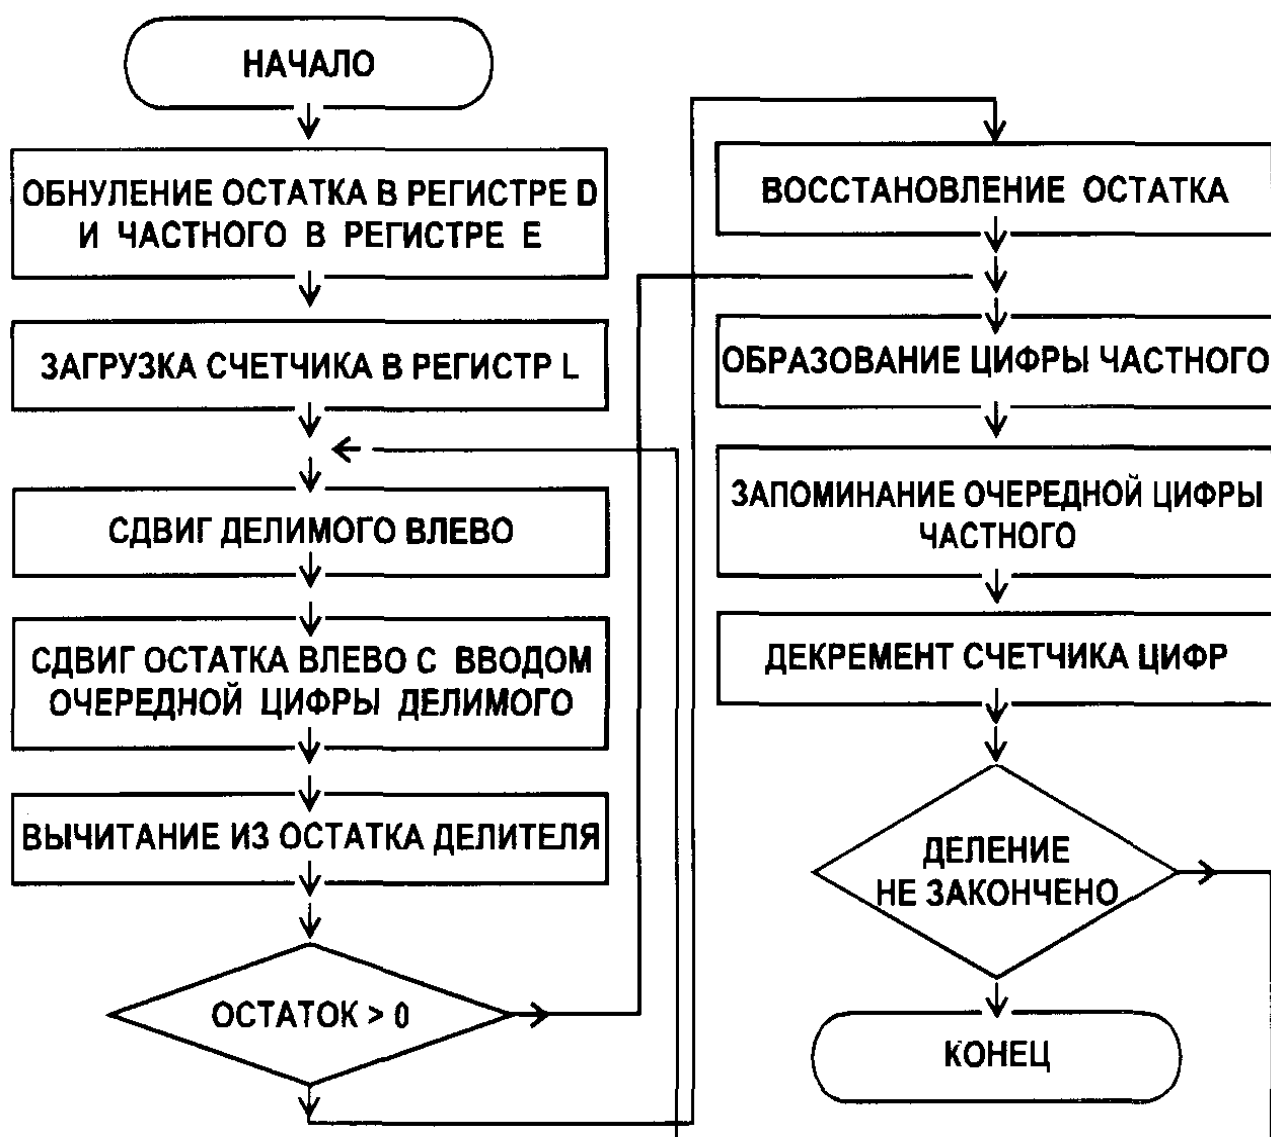 НАЧАЛО
ОБНУЛЕНИЕ ОСТАТКА В РЕГИСТРЕ D
И ЧАСТНОГО В РЕГИСТРЕ E
ЗАГРУЗКА СЧЕТЧИКА В РЕГИСТР L
СДВИГ ДЕЛИМОГО ВЛЕВО
СДВИГ ОСТАТКА ВЛЕВО С ВВОДОМ
ОЧЕРЕДНОЙ ЦИФРЫ ДЕЛИМОГО
ВЫЧИТАНИЕ ИЗ ОСТАТКА ДЕЛИТЕЛЯ
ОСТАТОК > 0
ВОССТАНОВЛЕНИЕ ОСТАТКА
ОБРАЗОВАНИЕ ЦИФРЫ ЧАСТНОГО
ЗАПОМИНАНИЕ ОЧЕРЕДНОЙ ЦИФРЫ
ЧАСТНОГО
ДЕКРЕМЕНТ СЧЕТЧИКА ЦИФР
ДЕЛЕНИЕ
НЕ ЗАКОНЧЕНО
КОНЕЦ